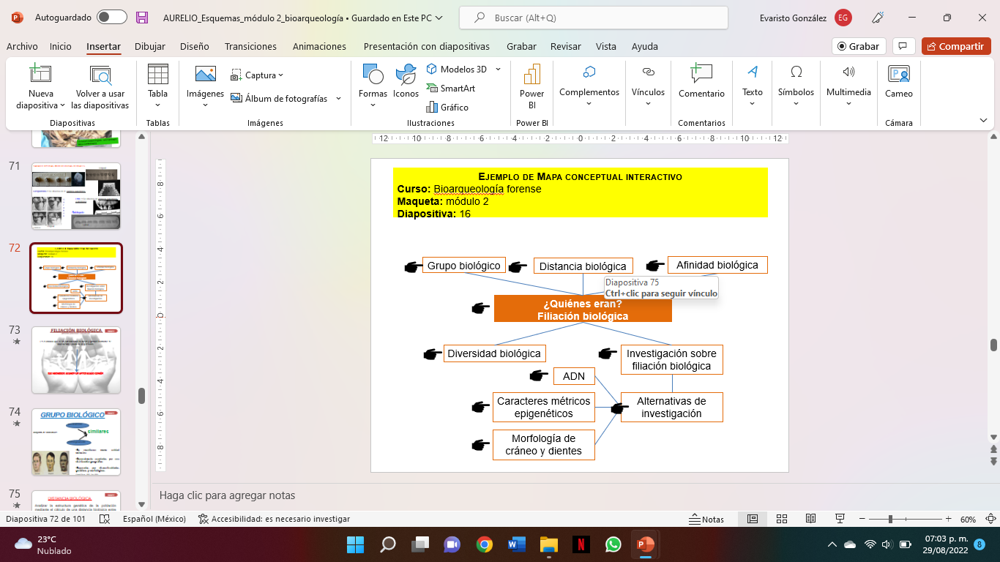 Autoguardado
AURELIO_Esquemas_módulo 2_bioarqueología • Guardado en Este PC
Buscar (Alt+Q)
Evaristo González
EG
Archivo Inicio Insertar Dibujar Diseño Transiciones Animaciones Presentación con diapositivas Grabar Revisar Vista Ayuda
Grabar
Compartir
Nueva diapositiva
Volver a usar las diapositivas
Diapositivas
Tabla
Tablas
Imágenes
Captura
Álbum de fotografías
Imágenes
Formas
Iconos
Modelos 3D
SmartArt
Gráfico
Ilustraciones
Power BI
Power BI
Complementos
Vínculos
Comentario
Comentarios
Texto
Símbolos
Multimedia
Cameo
Cámara
12 10 8 6 4 2 0 2 4 6 8 10 12
8 6 4 2 0 2 4 6 8
71
72
73
FILIACIÓN BIOLÓGICA
74
GRUPO BIOLÓGICO
similares
75
DISTANCIA BIOLÓGICA
Analizar la estructura genética de la población
mediante el cálculo de una distancia biológica entre
EJEMPLO DE MAPA CONCEPTUAL INTERACTIVO
Curso: Bioarqueología forense
Maqueta: módulo 2
Diapositiva: 16
Grupo biológico
Distancia biológica
Afinidad biológica
Diapositiva 75
Ctrl+clic para seguir vínculo
¿Quiénes eran?
Filiación biológica
Diversidad biológica
Investigación sobre
filiación biológica
ADN
Caracteres métricos
epigenéticos
Alternativas de
investigación
Morfología de
cráneo y dientes
Haga clic para agregar notas
Diapositiva 72 de 101
Español (México)
Accesibilidad: es necesario investigar
Notas
60%
23°C
Nublado
07:03 p. m.
29/08/2022
8